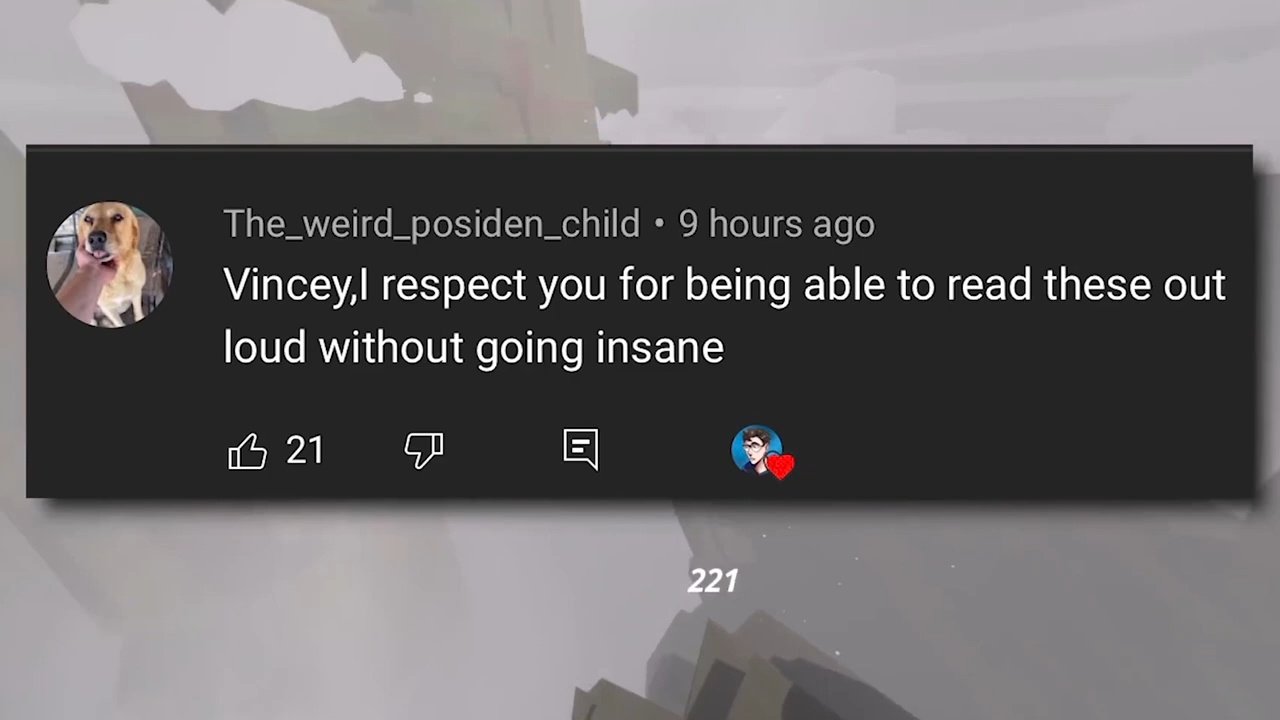 The_weird_posiden_child • 9 hours ago
Vincey,I respect you for being able to read these out
loud without going insane
21
221